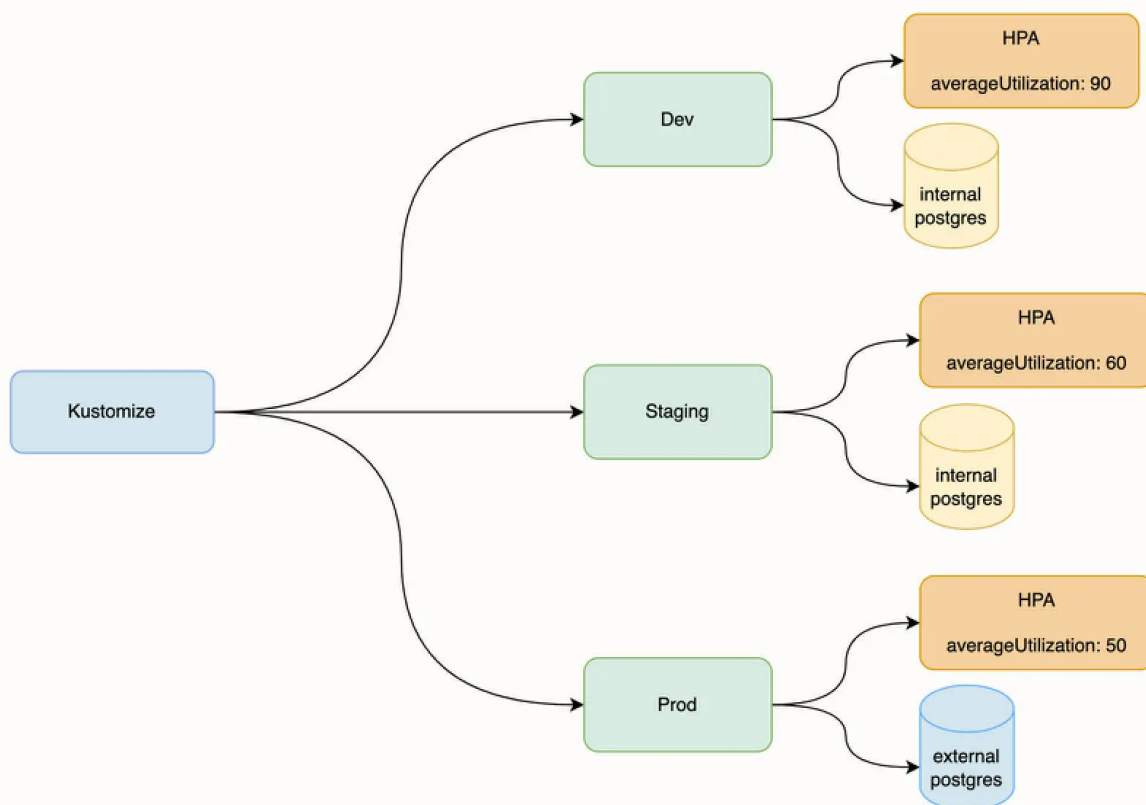 HPA
averageUtilization: 90
Dev
internal
postgres
HPA
averageUtilization: 60
Kustomize
Staging
internal
postgres
HPA
averageUtilization: 50
Prod
external
postgres